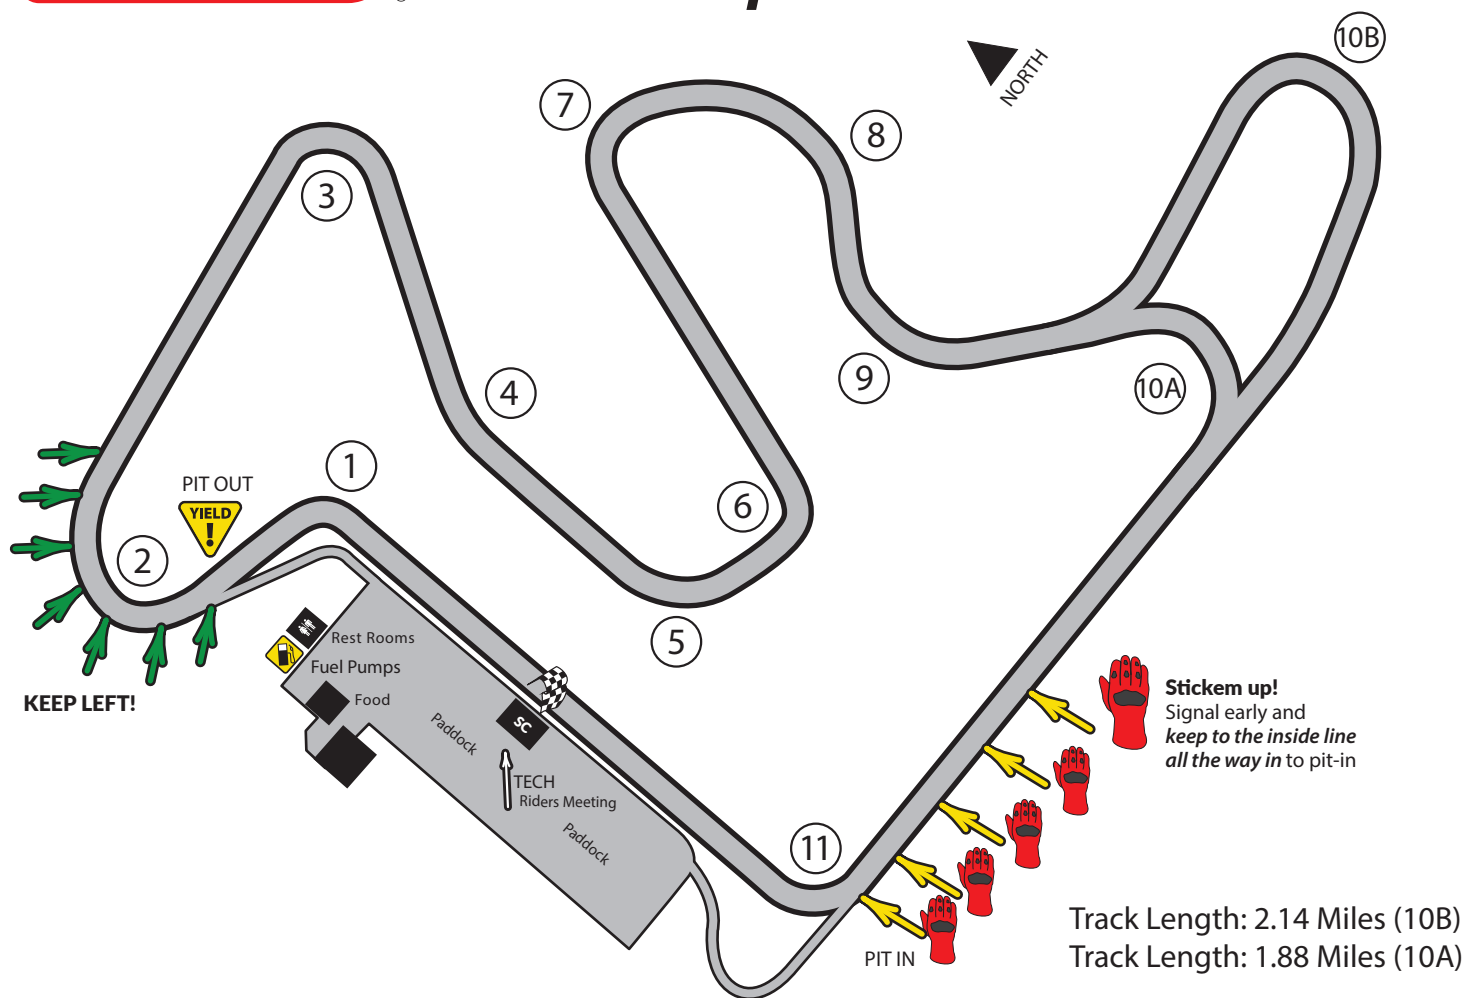 10B
NORTH
7
8
3
9
10A
4
1
PIT OUT
YIELD
!
6
2
5
Rest Rooms
Fuel Pumps
Food
KEEP LEFT!
Paddock
SC
TECH
Riders Meeting
Paddock
Stickem up!
Signal early and
keep to the inside line
all the way in to pit-in
11
PIT IN
Track Length: 2.14 Miles (10B)
Track Length: 1.88 Miles (10A)